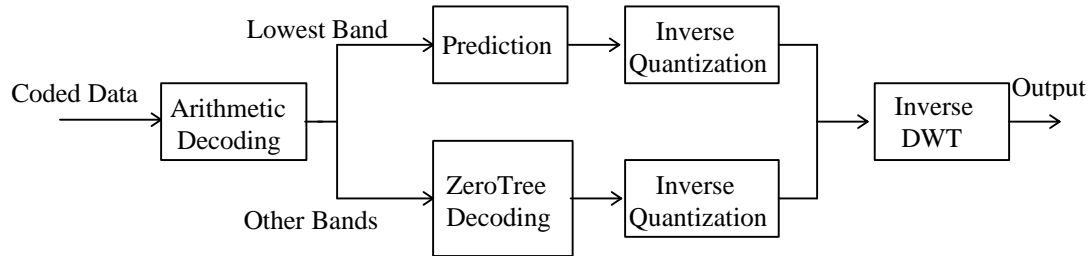 Lowest Band
Prediction
Inverse
Quantization
Coded Data
Arithmetic
Decoding
Inverse
DWT
Output
ZeroTree
Decoding
Inverse
Quantization
Other Bands